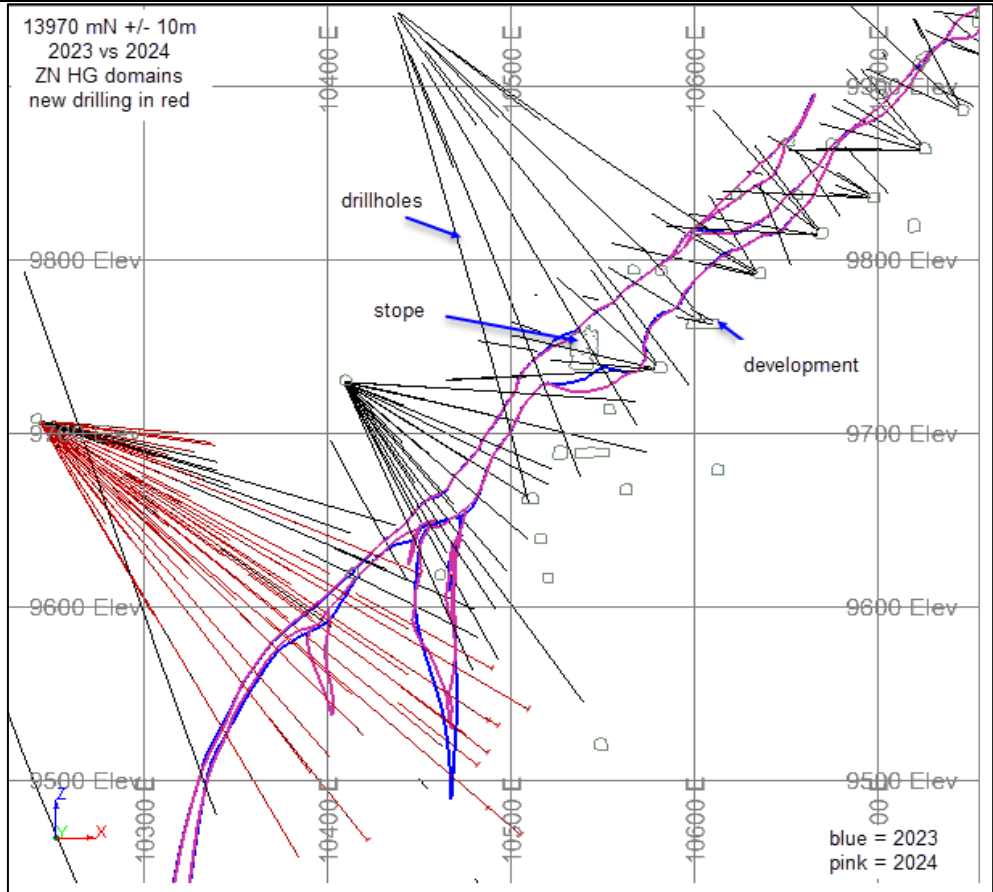 13970 mN +/- 10m
2023 vs 2024
ZN HG domains
new drilling in red
10400 E
10500 E
10600 E
9900 Elev
drillholes
9800 Elev
9800 Elev
stope
development
9700 Elev
9600 Elev
9600 Elev
9500 Elev
9500 Elev
Z
Y
X
10300 E
10400 E
10500 E
10600 E
00 E
blue = 2023
pink = 2024